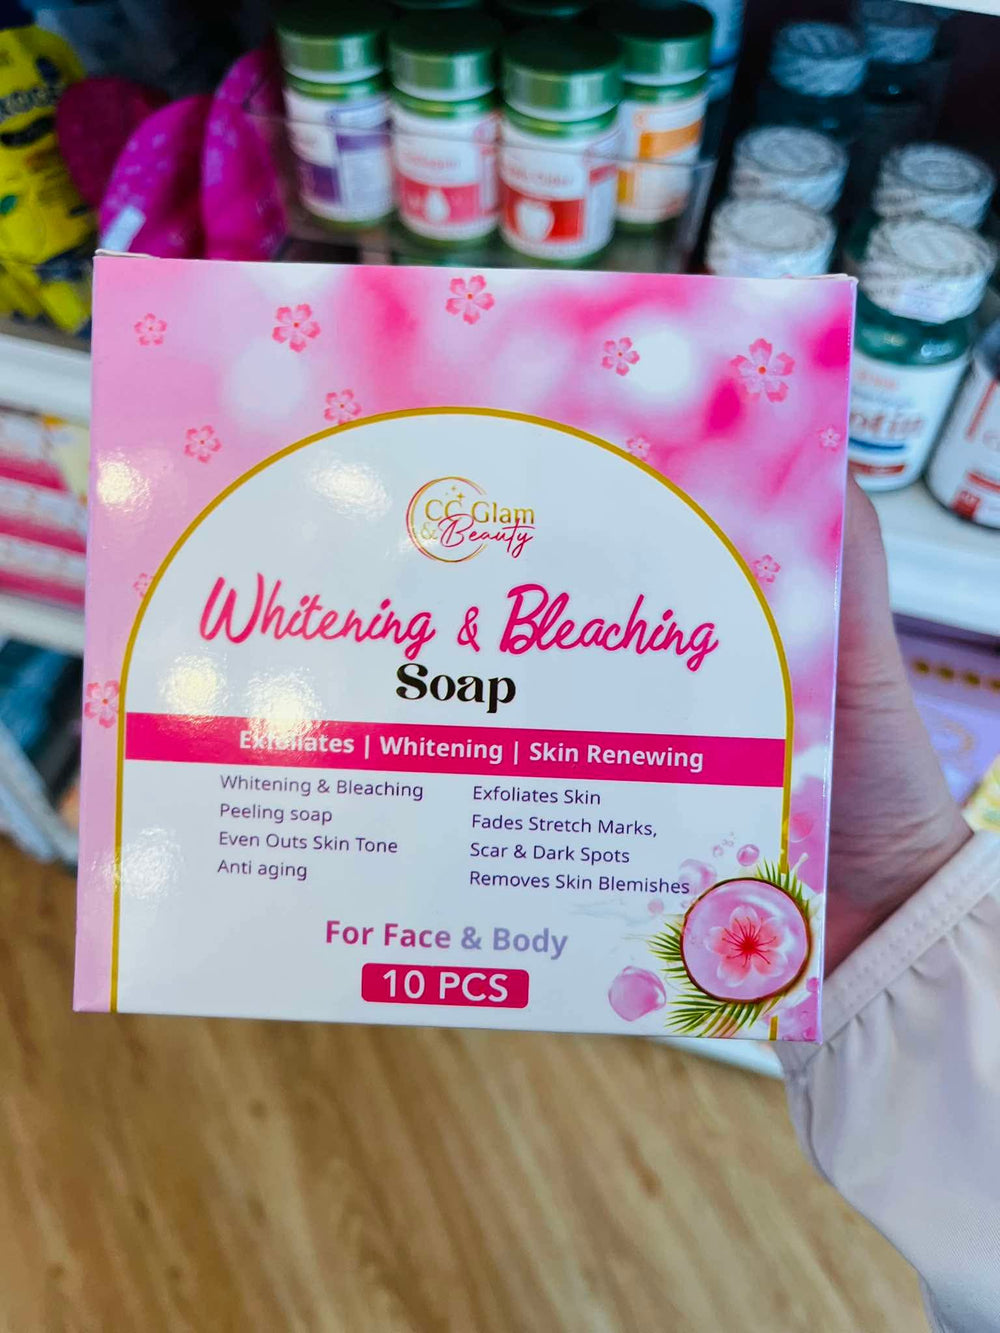 CC Glam
& Beauty
Whitening & Bleaching
Soap
Exfoliates | Whitening | Skin Renewing
Whitening & Bleaching
Peeling soap
Even Outs Skin Tone
Anti aging
Exfoliates Skin
Fades Stretch Marks,
Scar & Dark Spots
Removes Skin Blemishes
For Face & Body
10 PCS